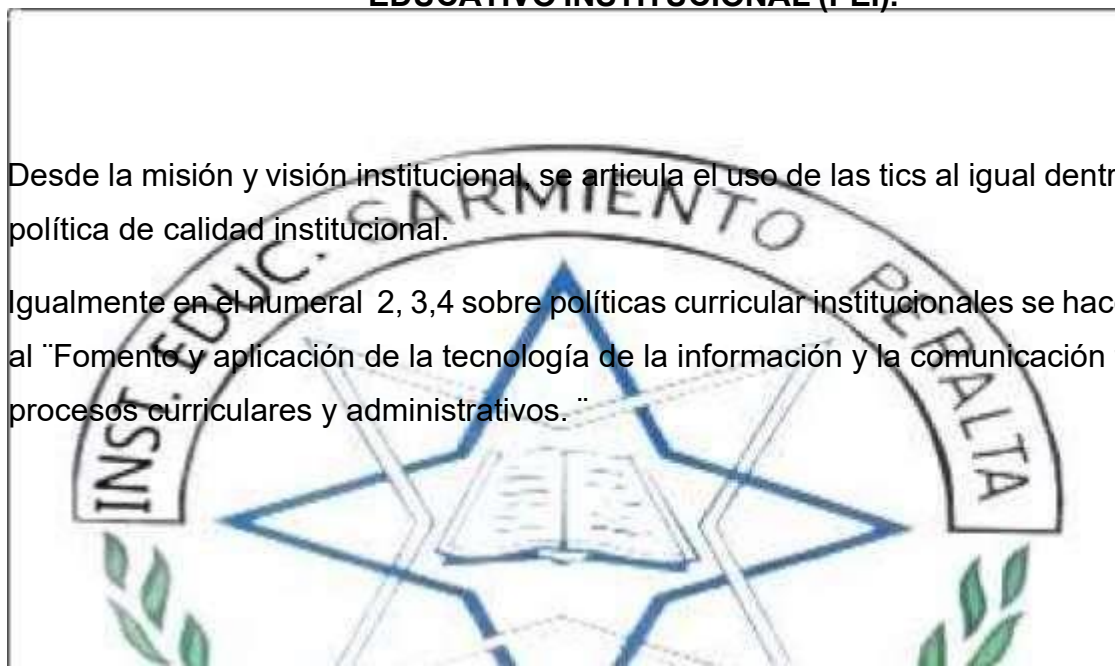 EDUCATIVO INSTITUCIONAL (PEI).
Desde la misión y visión institucional, se articula el uso de las tics al igual dentr
política de calidad institucional.
Igualmente en el numeral 2, 3,4 sobre políticas curricular institucionales se hac
al ¨Fomento y aplicación de la tecnología de la información y la comunicación
procesos curriculares y administrativos. ¨
INST. EDUC. SARMIENTO PERALTA